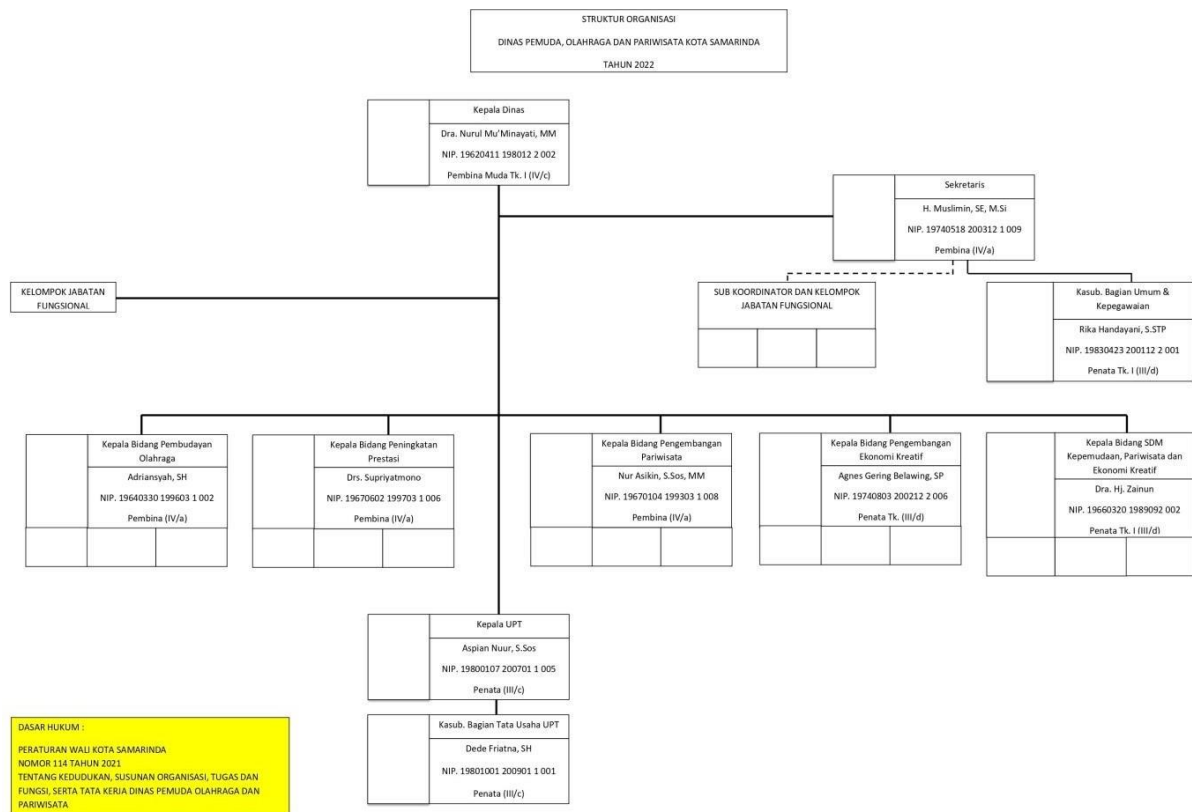 STRUKTUR ORGANISASI
DINAS PEMUDA, OLAHRAGA DAN PARIWISATA KOTA SAMARINDA
TAHUN 2022
Kepala Dinas
Dra. Nurul Mu'Minayati, MM
NIP. 19620411 198012 2 002
Pembina Muda Tk. I (IV/c)
Sekretaris
H. Muslimin, SE, M.Si
NIP. 19740518 200312 1 009
Pembina (IV/a)
KELOMPOK JABATAN
FUNGSIONAL
SUB KOORDINATOR DAN KELOMPOK
JABATAN FUNGSIONAL
Kasub. Bagian Umum &
Kepegawaian
Rika Handayani, S.STP
NIP. 19830423 200112 2 001
Penata Tk. I (III/d)
Kepala Bidang Pembudayan
Olahraga
Adriansyah, SH
NIP. 19640330 199603 1 002
Pembina (IV/a)
Kepala Bidang Peningkatan
Prestasi
Drs. Supriyatmono
NIP. 19670602 199703 1 006
Pembina (IV/a)
Kepala Bidang Pengembangan
Pariwisata
Nur Asikin, S.Sos, MM
NIP. 19670104 199303 1 008
Pembina (IV/a)
Kepala Bidang Pengembangan
Ekonomi Kreatif
Agnes Gering Belawing, SP
NIP. 19740803 200212 2 006
Penata Tk. (III/d)
Kepala Bidang SDM
Kepemudaan, Pariwisata dan
Ekonomi Kreatif
Dra. Hj. Zainun
NIP. 19660320 1989092 002
Penata Tk. I (III/d)
Kepala UPT
Aspian Nuur, S.Sos
NIP. 19800107 200701 1 005
Penata (III/c)
Kasub. Bagian Tata Usaha UPT
Dede Friatna, SH
NIP. 19801001 200901 1 001
Penata (III/c)
DASAR HUKUM :
PERATURAN WALI KOTA SAMARINDA
NOMOR 114 TAHUN 2021
TENTANG KEDUDUKAN, SUSUNAN ORGANISASI, TUGAS DAN
FUNGSI, SERTA TATA KERJA DINAS PEMUDA OLAHRAGA DAN
PARIWISATA